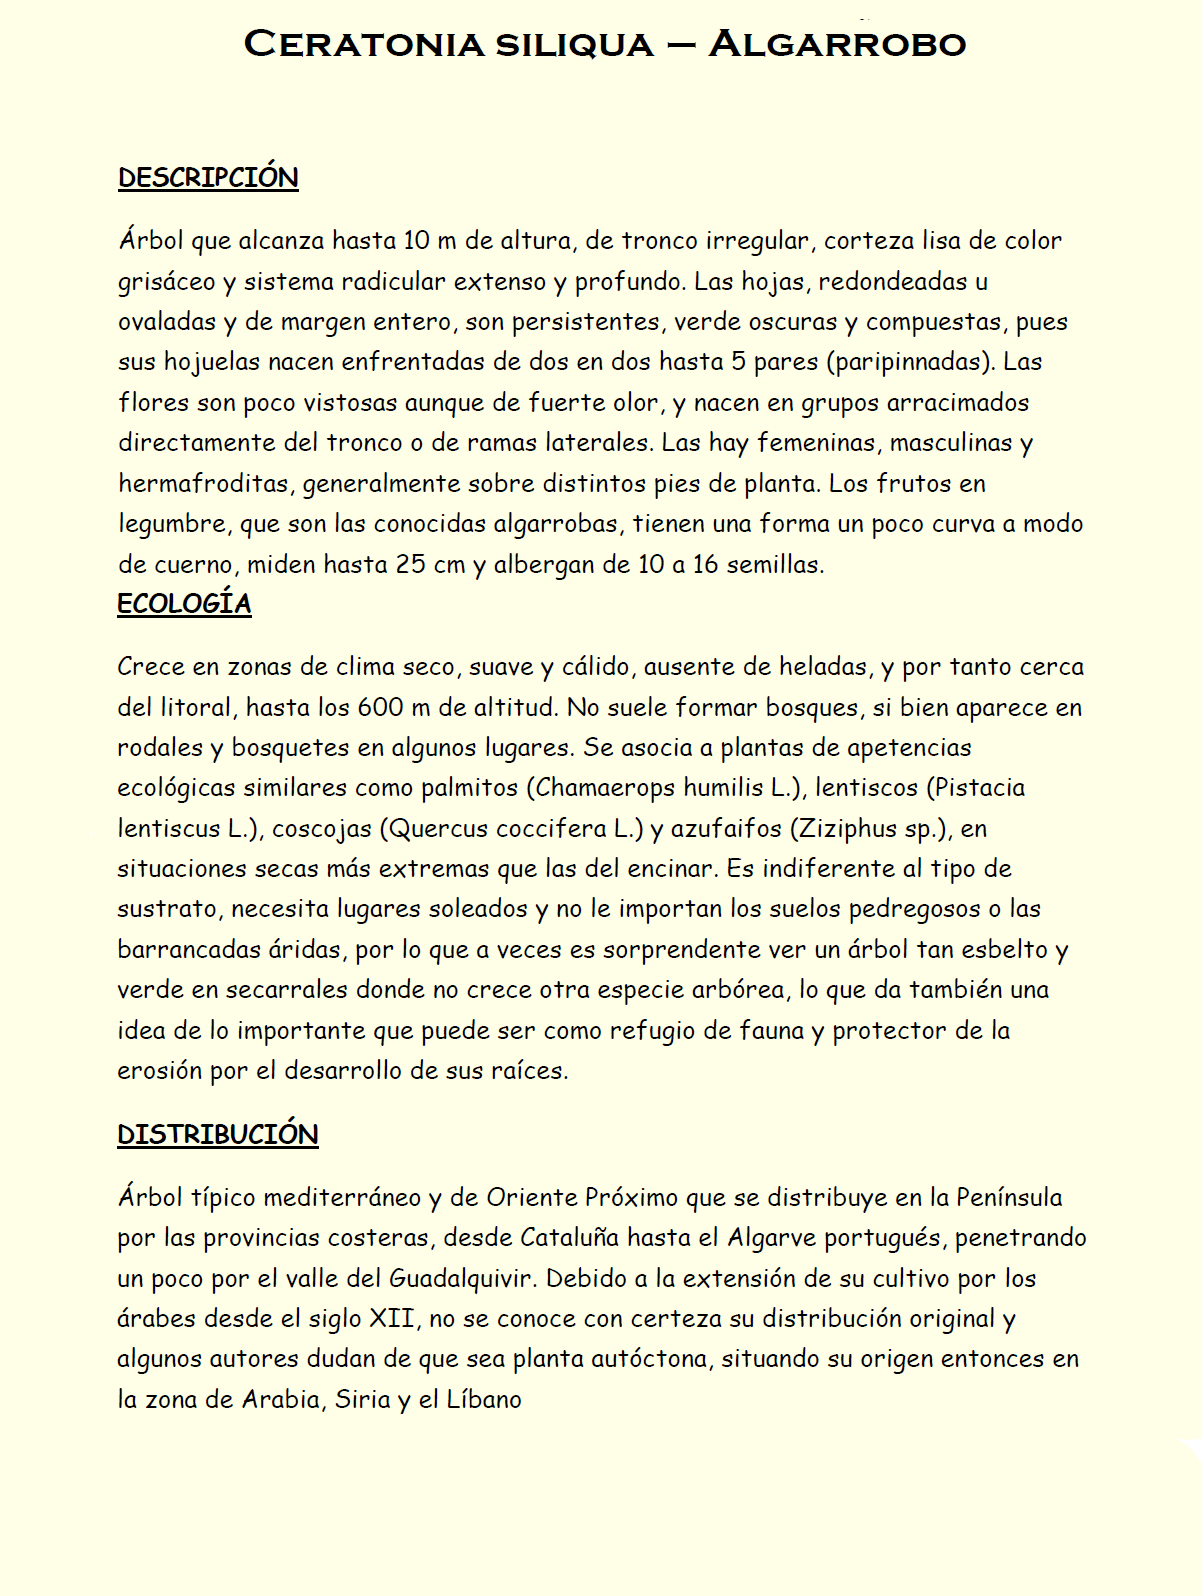 Ceratonia siliqua – Algarrobo
DESCRIPCIÓN
Árbol que alcanza hasta 10 m de altura, de tronco irregular, corteza lisa de color
grisáceo y sistema radicular extenso y profundo. Las hojas, redondeadas u
ovaladas y de margen entero, son persistentes, verde oscuras y compuestas, pues
sus hojuelas nacen enfrentadas de dos en dos hasta 5 pares (paripinnadas). Las
flores son poco vistosas aunque de fuerte olor, y nacen en grupos arracimados
directamente del tronco o de ramas laterales. Las hay femeninas, masculinas y
hermafroditas, generalmente sobre distintos pies de planta. Los frutos en
legumbre, que son las conocidas algarrobas, tienen una forma un poco curva a modo
de cuerno, miden hasta 25 cm y albergan de 10 a 16 semillas.
ECOLOGÍA
Crece en zonas de clima seco, suave y cálido, ausente de heladas, y por tanto cerca
del litoral, hasta los 600 m de altitud. No suele formar bosques, si bien aparece en
rodales y bosquetes en algunos lugares. Se asocia a plantas de apetencias
ecológicas similares como palmitos (Chamaerops humilis L.), lentiscos (Pistacia
lentiscus L.), coscojas (Quercus coccifera L.) y azufaifos (Ziziphus sp.), en
situaciones secas más extremas que las del encinar. Es indiferente al tipo de
sustrato, necesita lugares soleados y no le importan los suelos pedregosos o las
barrancadas áridas, por lo que a veces es sorprendente ver un árbol tan esbelto y
verde en secarrales donde no crece otra especie arbórea, lo que da también una
idea de lo importante que puede ser como refugio de fauna y protector de la
erosión por el desarrollo de sus raíces.
DISTRIBUCIÓN
Árbol típico mediterráneo y de Oriente Próximo que se distribuye en la Península
por las provincias costeras, desde Cataluña hasta el Algarve portugués, penetrando
un poco por el valle del Guadalquivir. Debido a la extensión de su cultivo por los
árabes desde el siglo XII, no se conoce con certeza su distribución original y
algunos autores dudan de que sea planta autóctona, situando su origen entonces en
la zona de Arabia, Siria y el Líbano